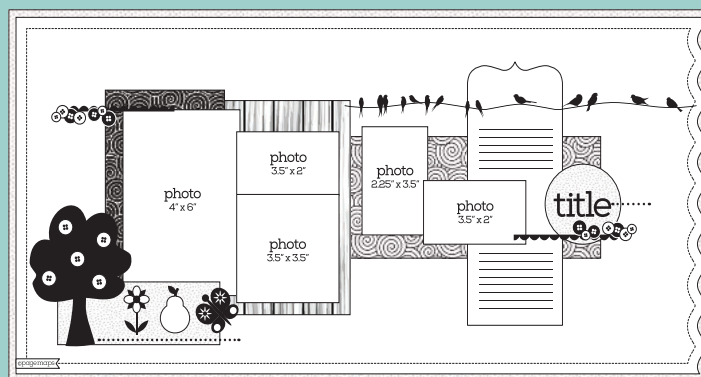 photo
4" x 6"
photo
3.5" x 2"
photo
3.5" x 3.5"
photo
2.25" x 3.5"
photo
3.5" x 2"
title
©pagemaps